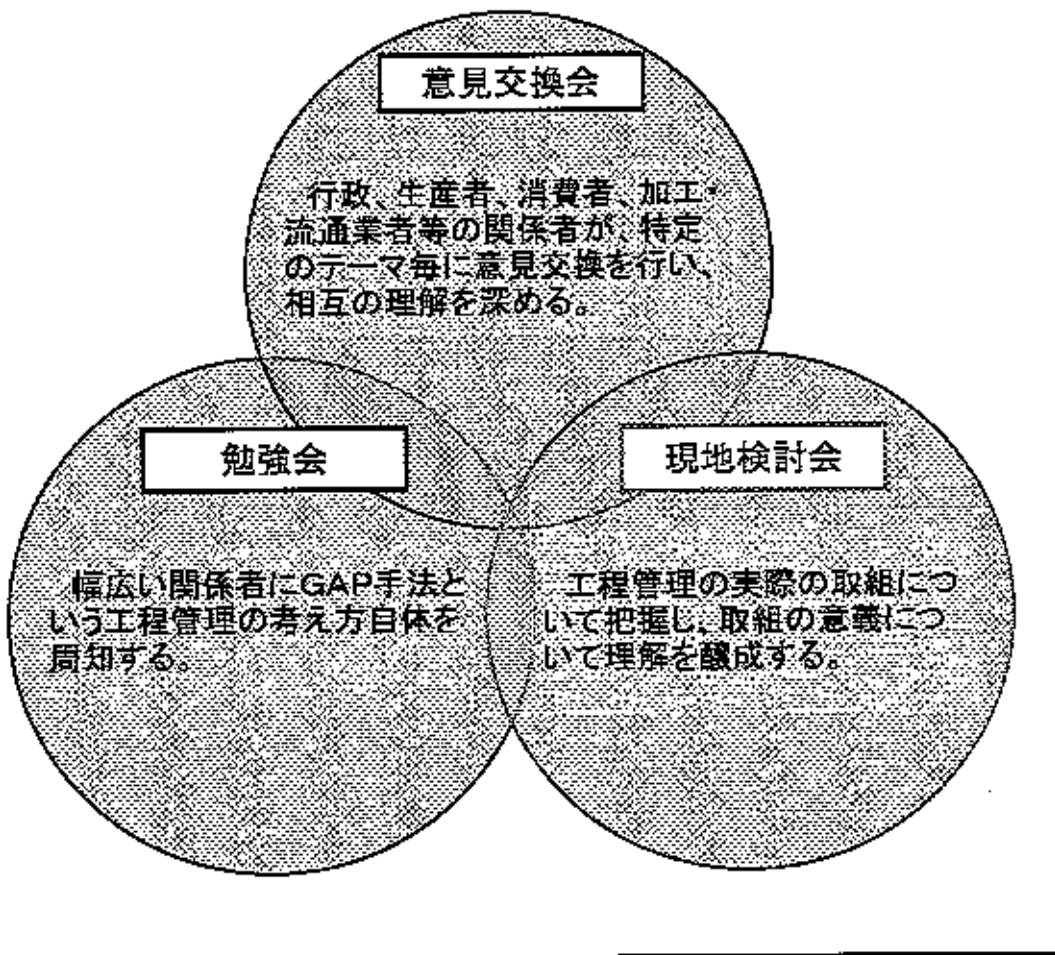 意見交換会
行政、生産者、消費者、加工・
流通業者等の関係者が、特定
のテーマ毎に意見交換を行い、
相互の理解を深める。
勉強会
幅広い関係者にGAP手法と
いう工程管理の考え方自体を
周知する。
現地検討会
工程管理の実際の取組につ
いて把握し、取組の意義につ
いて理解を醸成する。